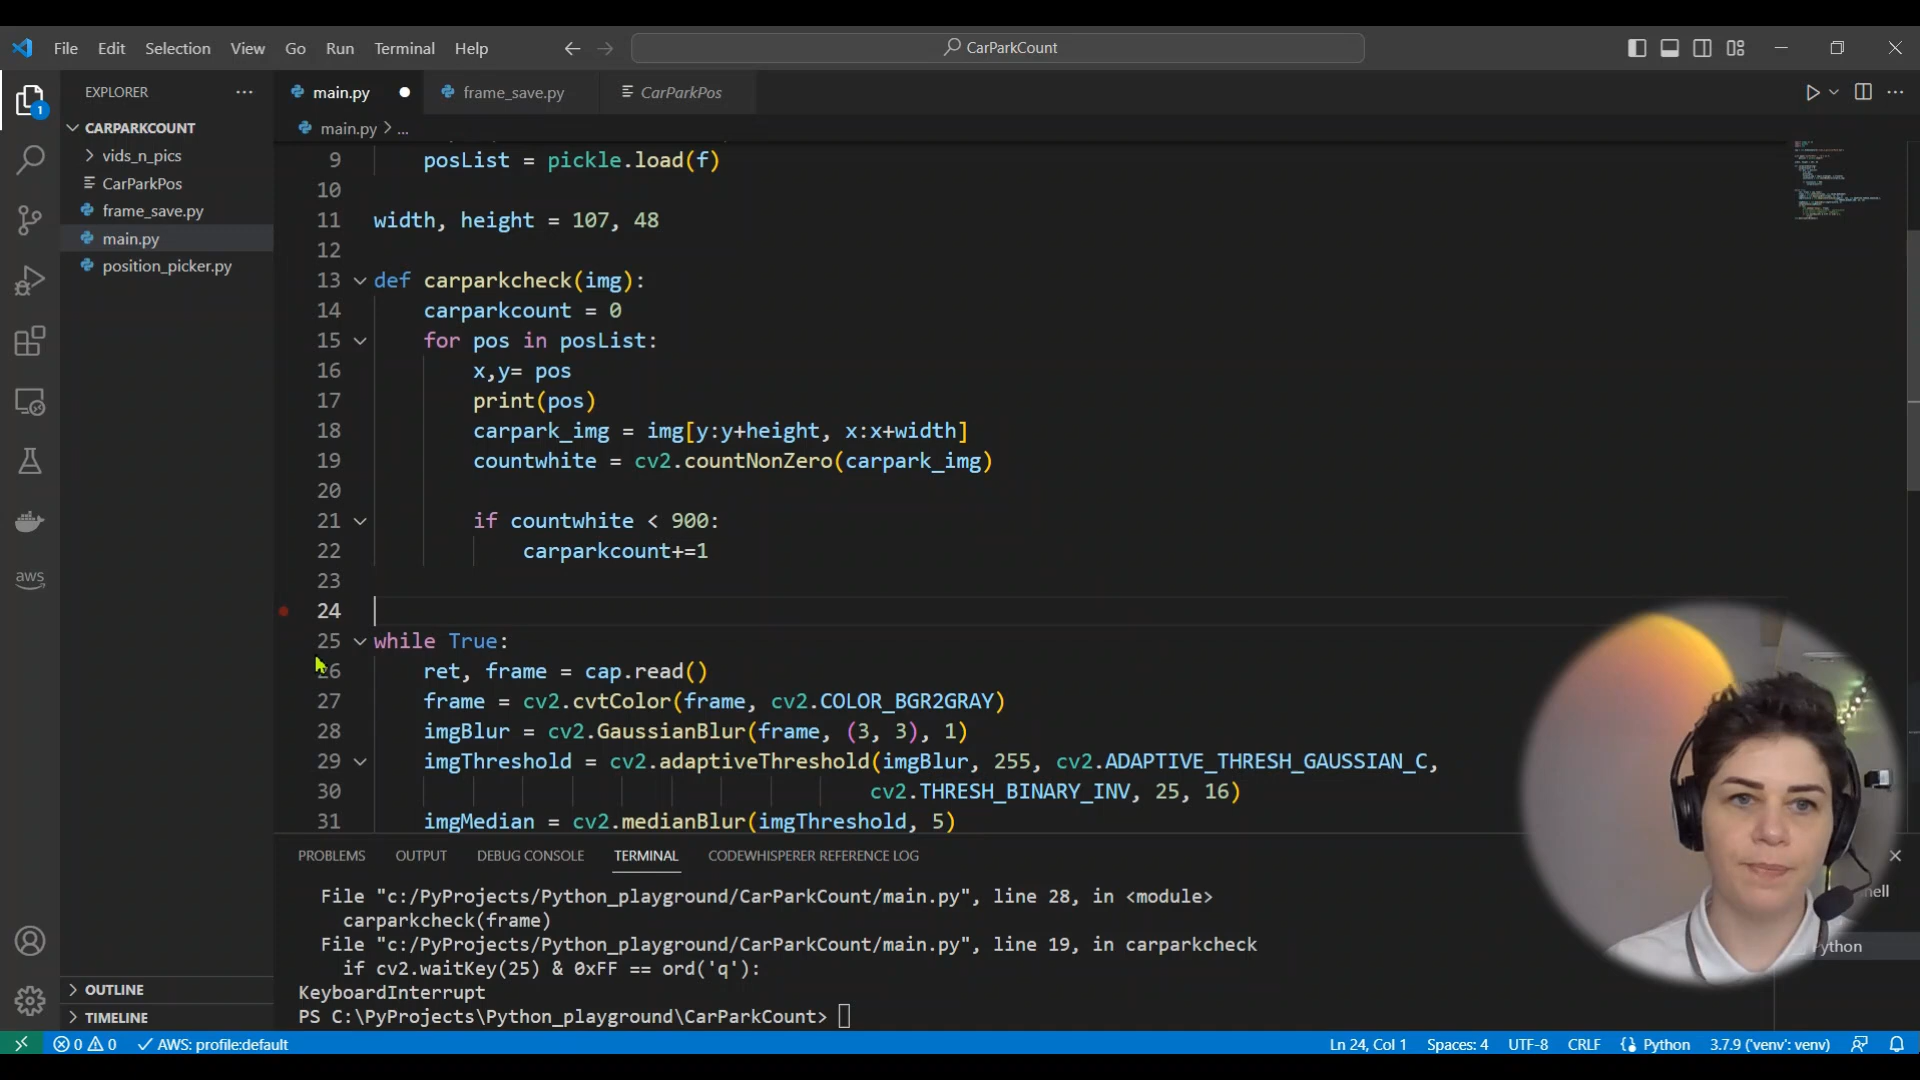 File Edit Selection View Go Run Terminal Help
CarParkCount
EXPLORER
main.py frame_save.py CarParkPos
CARPARKCOUNT
vids_n_pics
CarParkPos
frame_save.py
main.py
position_picker.py
main.py > ...
9 posList = pickle.load(f)
10
11 width, height = 107, 48
12
13 def carparkcheck(img):
14 carparkcount = 0
15 for pos in posList:
16 x,y= pos
17 print(pos)
18 carpark_img = img[y:y+height, x:x+width]
19 countwhite = cv2.countNonZero(carpark_img)
20
21 if countwhite < 900:
22 carparkcount+=1
23
24
25 while True:
26 ret, frame = cap.read()
27 frame = cv2.cvtColor(frame, cv2.COLOR_BGR2GRAY)
28 imgBlur = cv2.GaussianBlur(frame, (3, 3), 1)
29 imgThreshold = cv2.adaptiveThreshold(imgBlur, 255, cv2.ADAPTIVE_THRESH_GAUSSIAN_C,
30 cv2.THRESH_BINARY_INV, 25, 16)
31 imgMedian = cv2.medianBlur(imgThreshold, 5)
PROBLEMS OUTPUT DEBUG CONSOLE TERMINAL CODEWHISPERER REFERENCE LOG
File "c:/PyProjects/Python_playground/CarParkCount/main.py", line 28, in <module>
carparkcheck(frame)
File "c:/PyProjects/Python_playground/CarParkCount/main.py", line 19, in carparkcheck
if cv2.waitKey(25) & 0xFF == ord('q'):
KeyboardInterrupt
PS C:\PyProjects\Python_playground\CarParkCount>
Python
aws
1
OUTLINE
TIMELINE
0 0 AWS: profile:default
Ln 24, Col 1 Spaces: 4 UTF-8 CRLF Python 3.7.9 ('venv': venv)